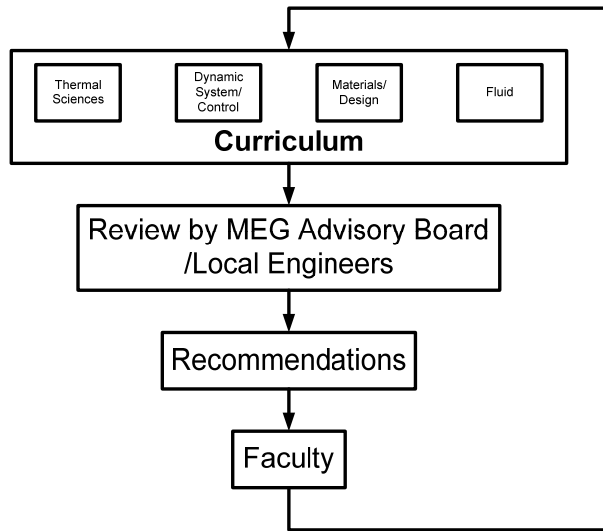 Thermal
Sciences
Dynamic
System/
Control
Materials/
Design
Fluid
Curriculum
Review by MEG Advisory Board
/Local Engineers
Recommendations
Faculty